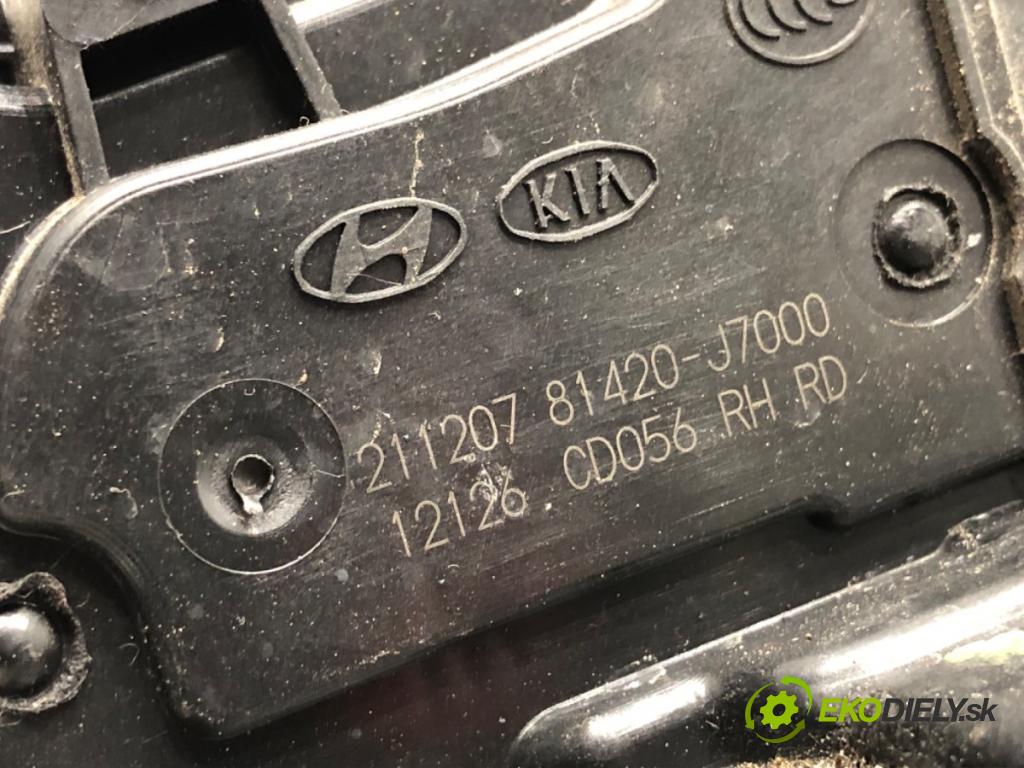 KIA
211207 81420-J7000
12126 CD056 RH RD
EKODIELY.sk